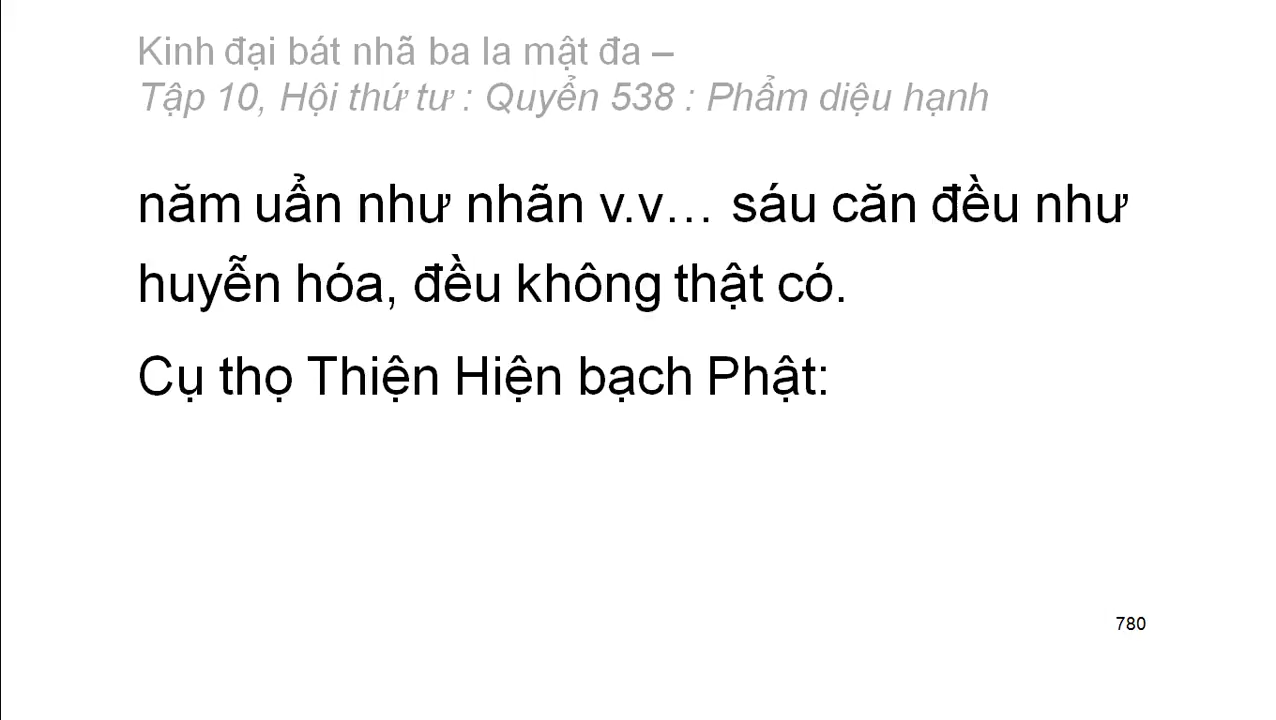 Kinh đại bát nhã ba la mật đa –
Tập 10, Hội thứ tư : Quyển 538 : Phẩm diệu hạnh
năm uẩn như nhãn v.v… sáu căn đều như
huyễn hóa, đều không thật có.
Cụ thọ Thiện Hiện bạch Phật:
780